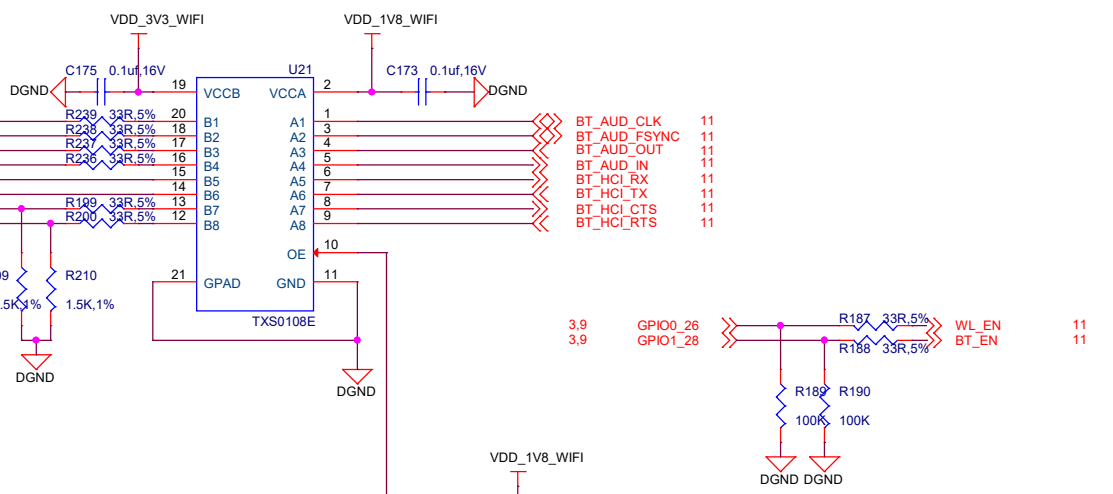 VDD_3V3_WIFI
VDD_1V8_WIFI
C175 0.1uf,16V
U21
C173 0.1uf,16V
DGND
19
VCCB
VCCA
2
DGND
R239 33R,5% 20 B1 A1 1 BT_AUD_CLK 11
R238 33R,5% 18 B2 A2 3 BT_AUD_FSYNC 11
R237 33R,5% 17 B3 A3 4 BT_AUD_OUT 11
R236 33R,5% 16 B4 A4 5 BT_AUD_IN 11
15 B5 A5 6 BT_HCI_RX 11
14 B6 A6 7 BT_HCI_TX 11
R199 33R,5% 13 B7 A7 8 BT_HCI_CTS 11
R200 33R,5% 12 B8 A8 9 BT_HCI_RTS 11
OE 10
09 R210
21 GPAD GND 11
.5K,1% 1.5K,1%
TXS0108E
DGND
DGND
3,9 GPIO0_26 R187 33R,5% WL_EN 11
3,9 GPIO1_28 R188 33R,5% BT_EN 11
R189 R190
100K 100K
DGND DGND
VDD_1V8_WIFI